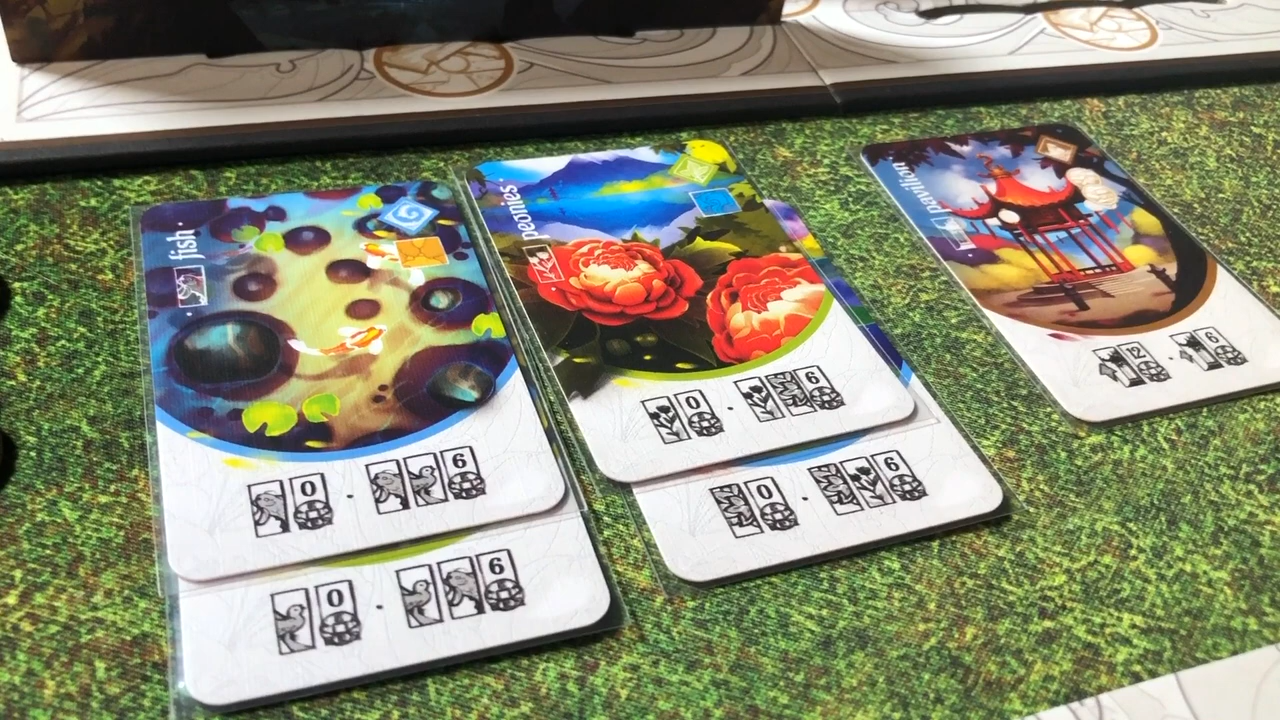 ·fish·
0 · 6
0 · 6
peonies·
0 · 6
0 · 6
pavilion
12 · 6